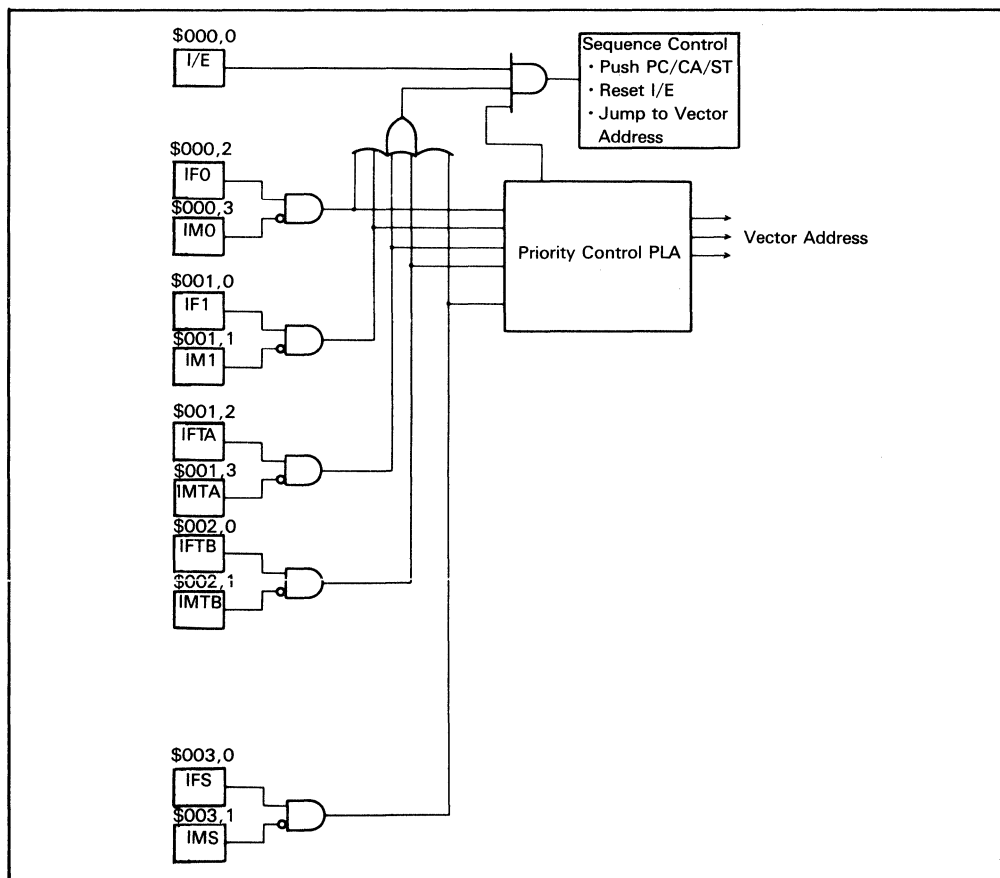 $000,0
I/E
Sequence Control
· Push PC/CA/ST
· Reset I/E
· Jump to Vector
Address
$000,2
IF0
$000,3
IM0
Priority Control PLA
Vector Address
$001,0
IF1
$001,1
IM1
$001,2
IFTA
$001,3
IMTA
$002,0
IFTB
$002,1
IMTB
$003,0
IFS
$003,1
IMS